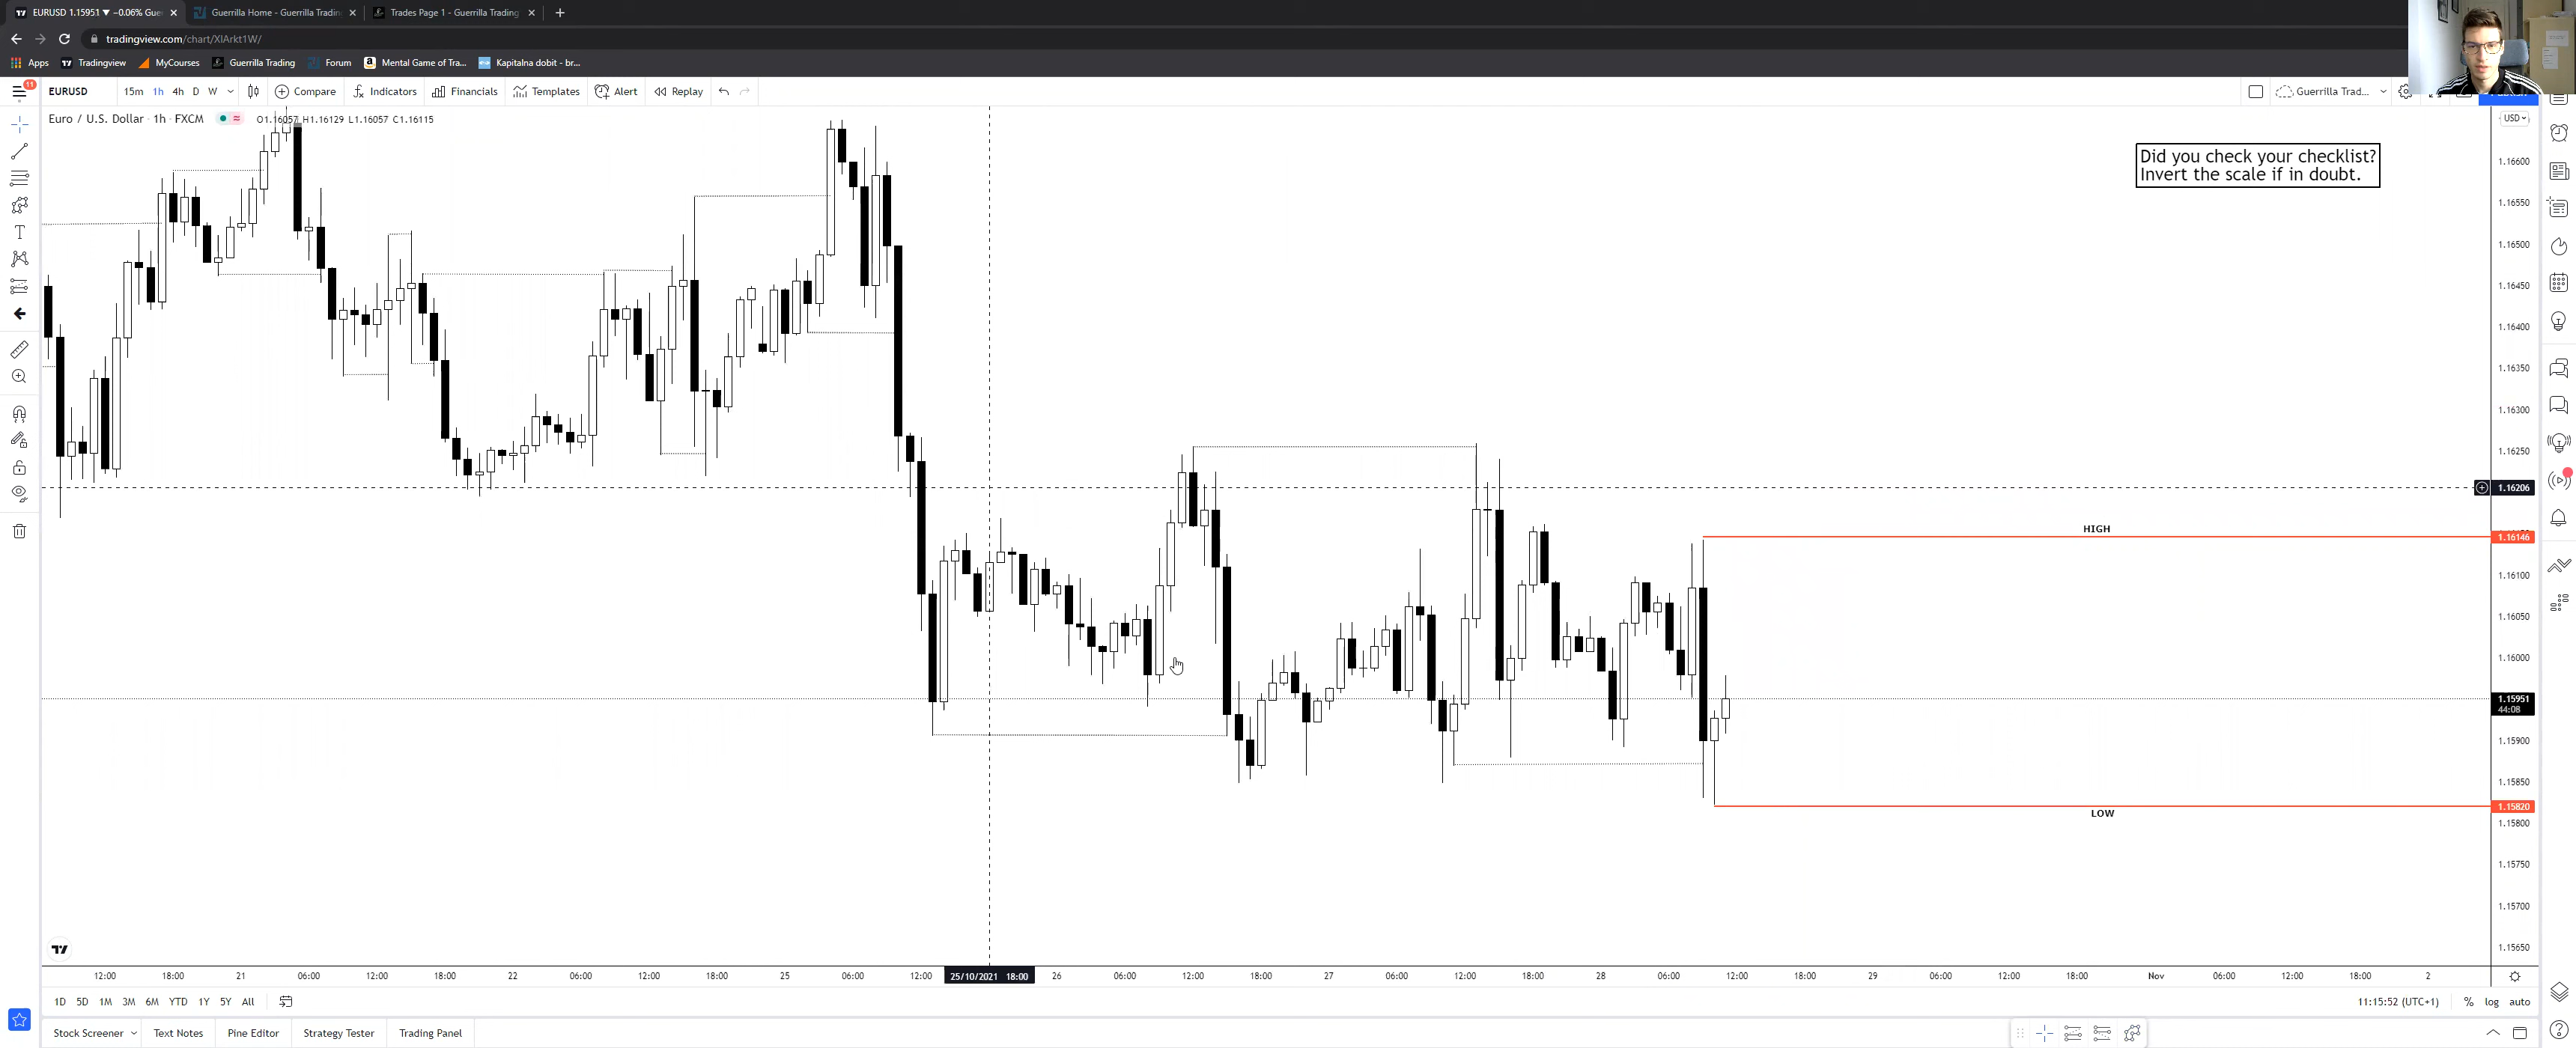 EURUSD 1.15951 ▼ −0.06% Gue
Guerrilla Home - Guerrilla Trading
Trades Page 1 - Guerrilla Trading
tradingview.com/chart/XIArkt1W/
Apps Tradingview MyCourses Guerrilla Trading Forum Mental Game of Tra... Kapitalna dobit - br...
11
EURUSD 15m 1h 4h D W Compare Indicators Financials Templates Alert Replay
Guerrilla Trad...
Euro / U.S. Dollar · 1h · FXCM O1.16057 H1.16129 L1.16057 C1.16115
USD
Did you check your checklist?
Invert the scale if in doubt.
1.16600
1.16550
1.16500
1.16450
1.16400
1.16350
1.16300
1.16250
1.16206
HIGH
1.16146
1.16100
1.16050
1.16000
1.15951
44:08
1.15900
1.15850
1.15820
LOW
1.15800
1.15750
1.15700
1.15650
12:00 18:00 21 06:00 12:00 18:00 22 06:00 12:00 18:00 25 06:00 12:00 25/10/2021 18:00 26 06:00 12:00 18:00 27 06:00 12:00 18:00 28 06:00 12:00 18:00 29 06:00 12:00 18:00 Nov 06:00 12:00 18:00 2
1D 5D 1M 3M 6M YTD 1Y 5Y All
11:15:52 (UTC+1) % log auto
Stock Screener Text Notes Pine Editor Strategy Tester Trading Panel